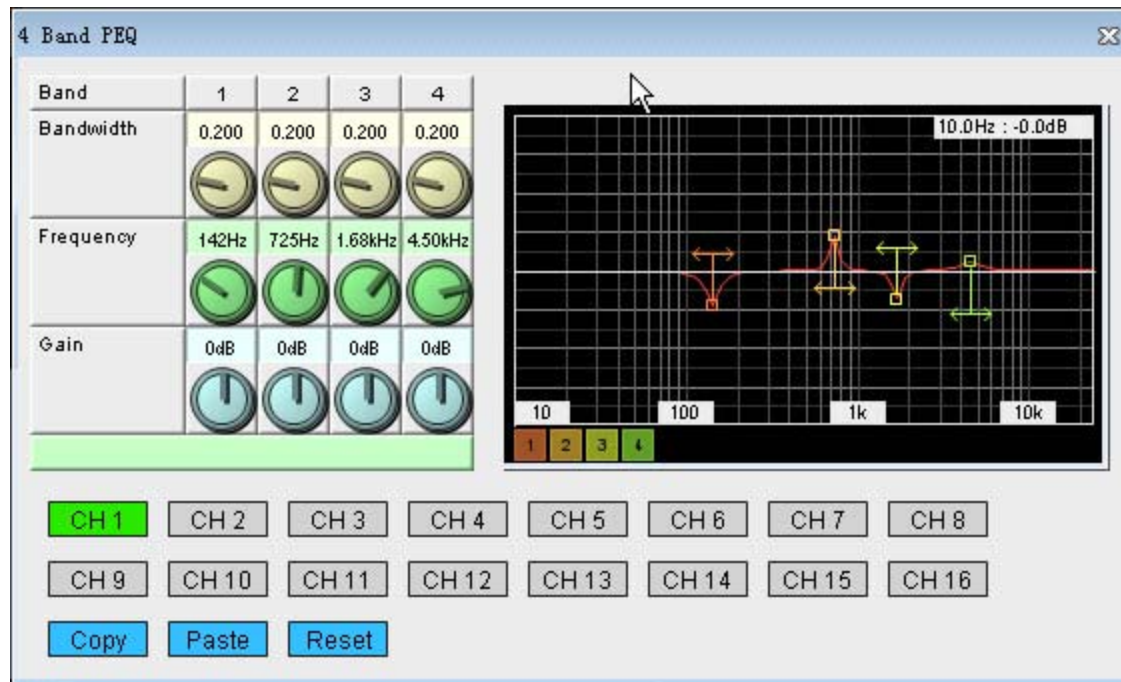 4 Band PEQ
Band 1 2 3 4
Bandwidth 0.200 0.200 0.200 0.200
Frequency 142Hz 725Hz 1.68kHz 4.50kHz
Gain 0dB 0dB 0dB 0dB
10.0Hz : -0.0dB
10 100 1k 10k
1 2 3 4
CH 1 CH 2 CH 3 CH 4 CH 5 CH 6 CH 7 CH 8
CH 9 CH 10 CH 11 CH 12 CH 13 CH 14 CH 15 CH 16
Copy Paste Reset